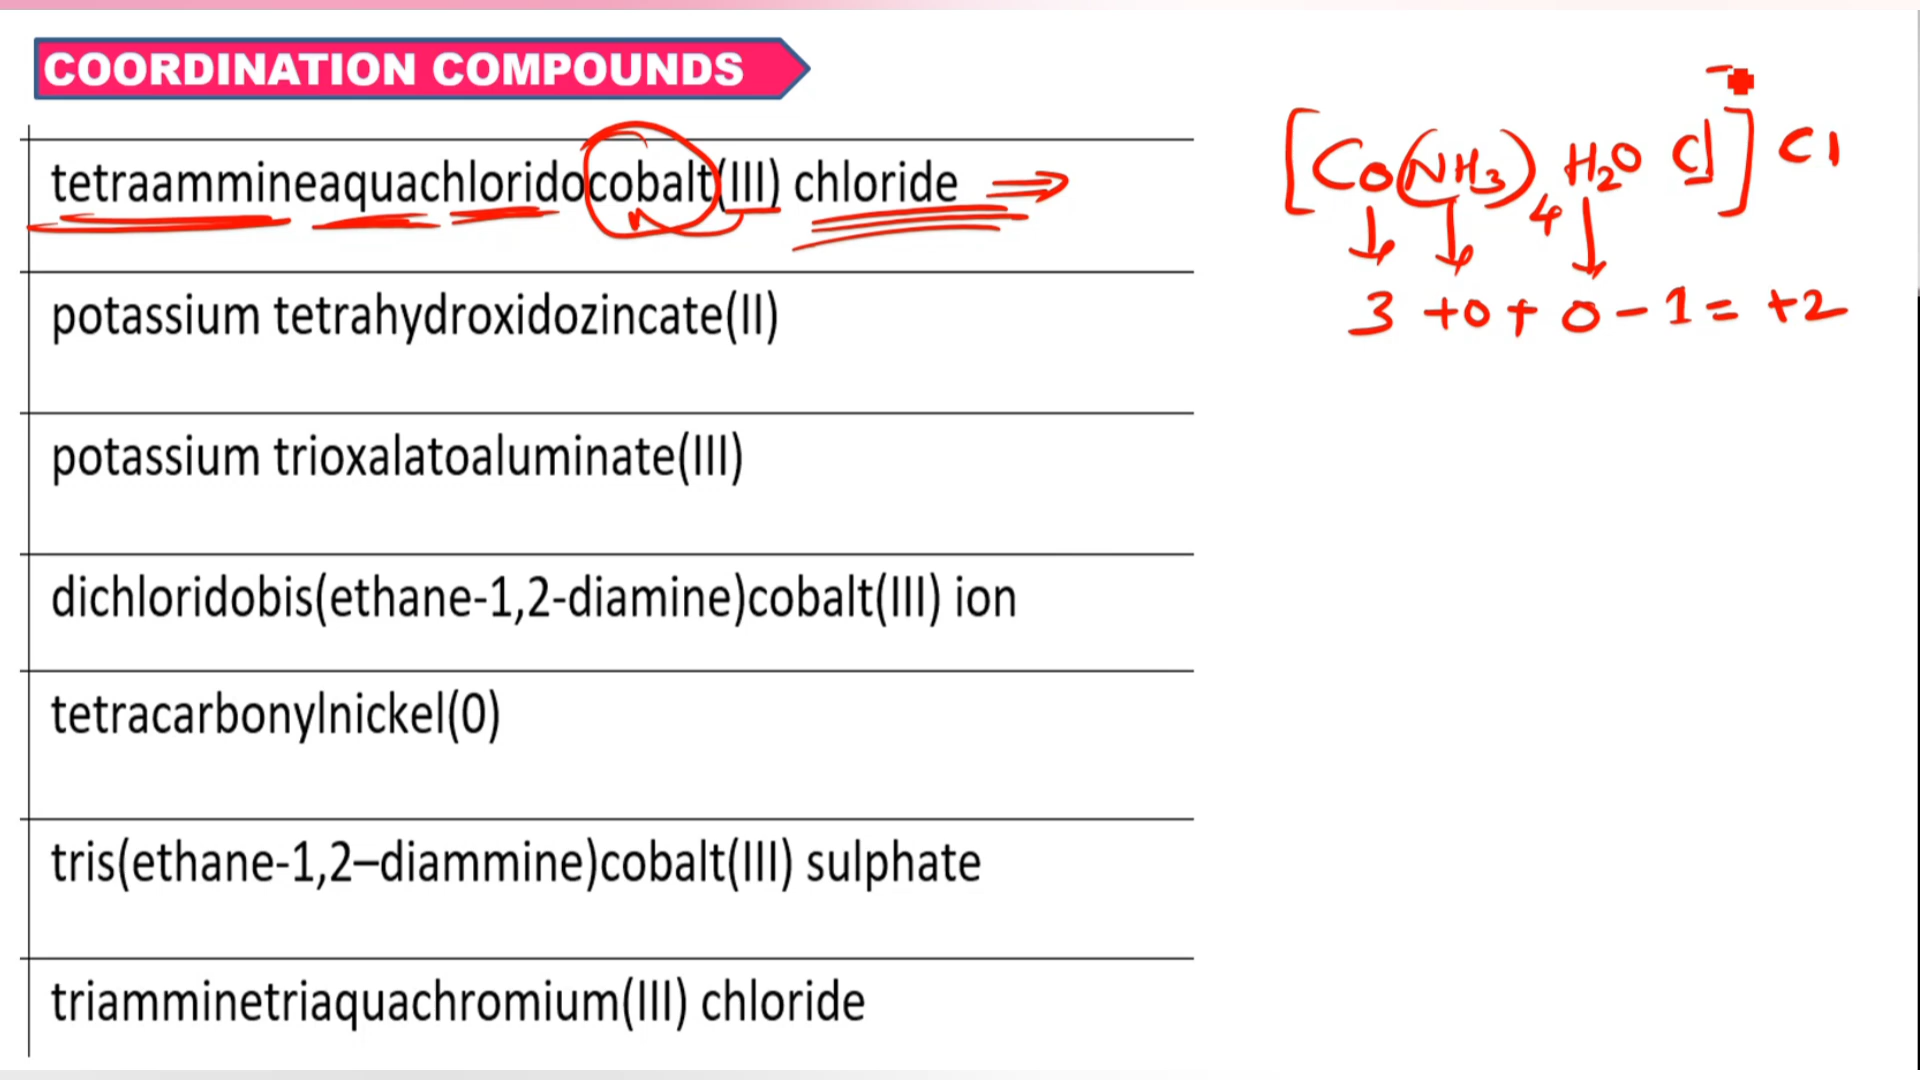 COORDINATION COMPOUNDS
tetraammineaquachloridocobalt(III) chloride
[Co(NH3)4 H2O Cl] Cl
3 +0+ 0 - 1 = +2
potassium tetrahydroxidozincate(II)
potassium trioxalatoaluminate(III)
dichloridobis(ethane-1,2-diamine)cobalt(III) ion
tetracarbonylnickel(0)
tris(ethane-1,2–diammine)cobalt(III) sulphate
triamminetriaquachromium(III) chloride